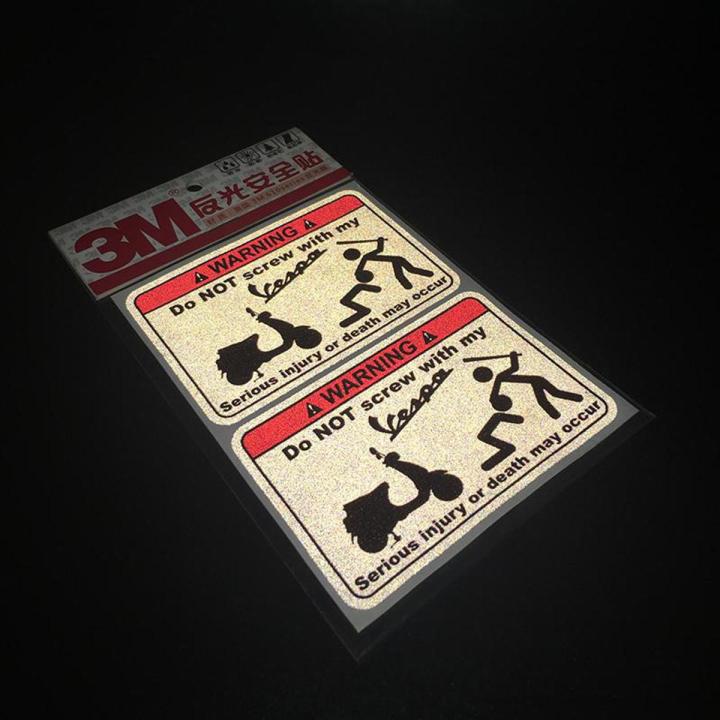 3M®反光安全贴
WARNING
Do NOT screw with my
Vespa
Serious injury or death may occur
WARNING
Do NOT screw with my
Vespa
Serious injury or death may occur